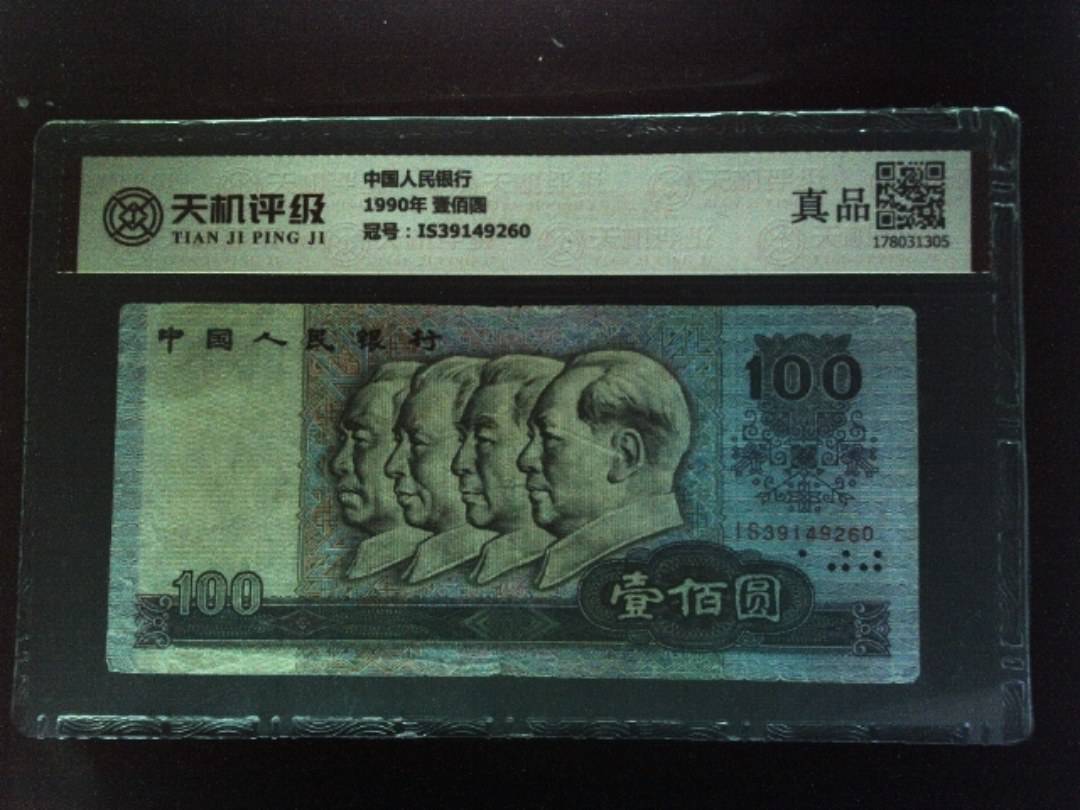 天机评级
TIAN JI PING JI
中国人民银行
1990年 壹佰圆
冠号：IS39149260
真品
178031305
中国人民银行
100
IS39149260
100
壹佰圆